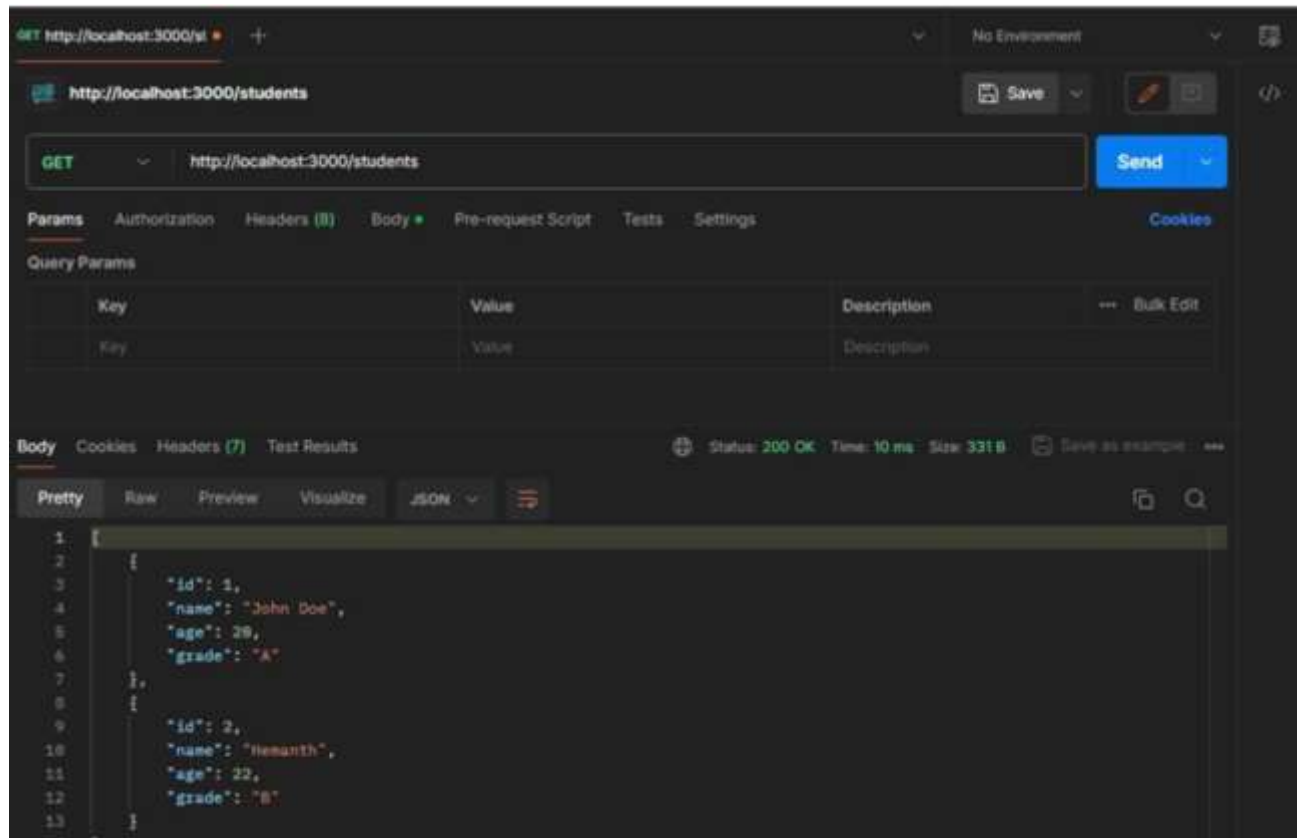 GET http://localhost:3000/st + No Environment
http://localhost:3000/students Save </>
GET http://localhost:3000/students Send
Params Authorization Headers (8) Body Pre-request Script Tests Settings Cookies
Query Params
Key Value Description ... Bulk Edit
Key Value Description
Body Cookies Headers (7) Test Results Status: 200 OK Time: 10 ms Size: 331 B Save as example ...
Pretty Raw Preview Visualize JSON
1 [
2 {
3 "id": 1,
4 "name": "John Doe",
5 "age": 20,
6 "grade": "A"
7 },
8 {
9 "id": 2,
10 "name": "Hemanth",
11 "age": 22,
12 "grade": "B"
13 }